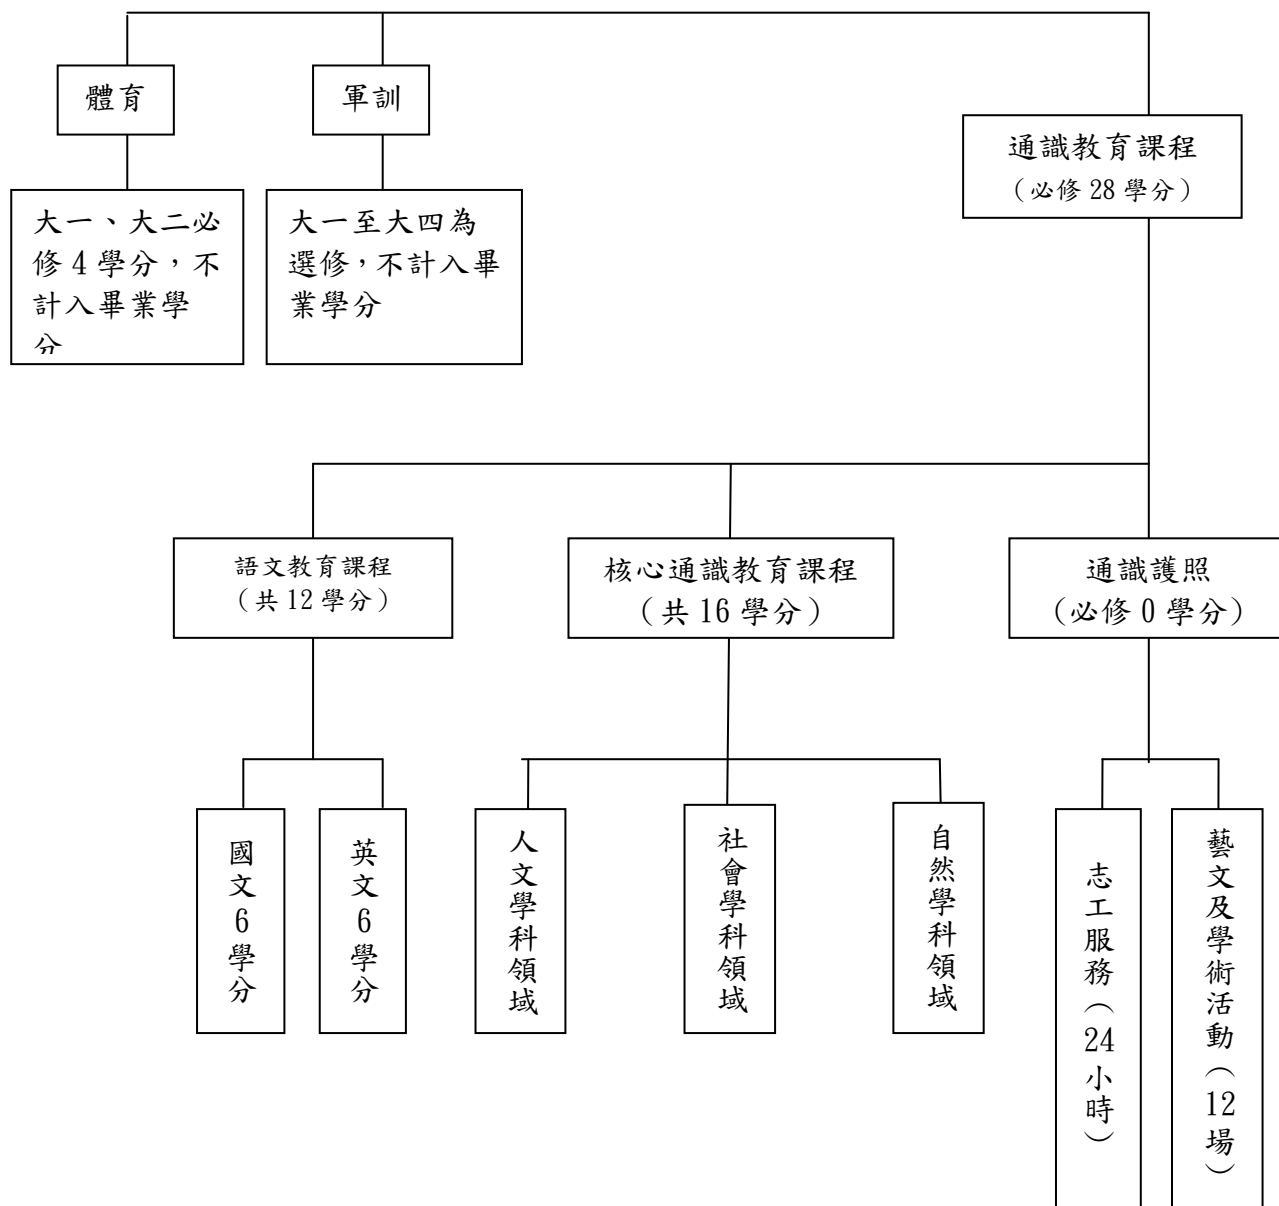 體育
軍訓
通識教育課程
（必修 28 學分）
大一、大二必
修 4 學分，不
計入畢業學
分
大一至大四為
選修，不計入畢
業學分
語文教育課程
（共 12 學分）
核心通識教育課程
（共 16 學分）
通識護照
（必修 0 學分）
國文6學分
英文6學分
人文學科領域
社會學科領域
自然學科領域
志工服務（24小時）
藝文及學術活動（12場）